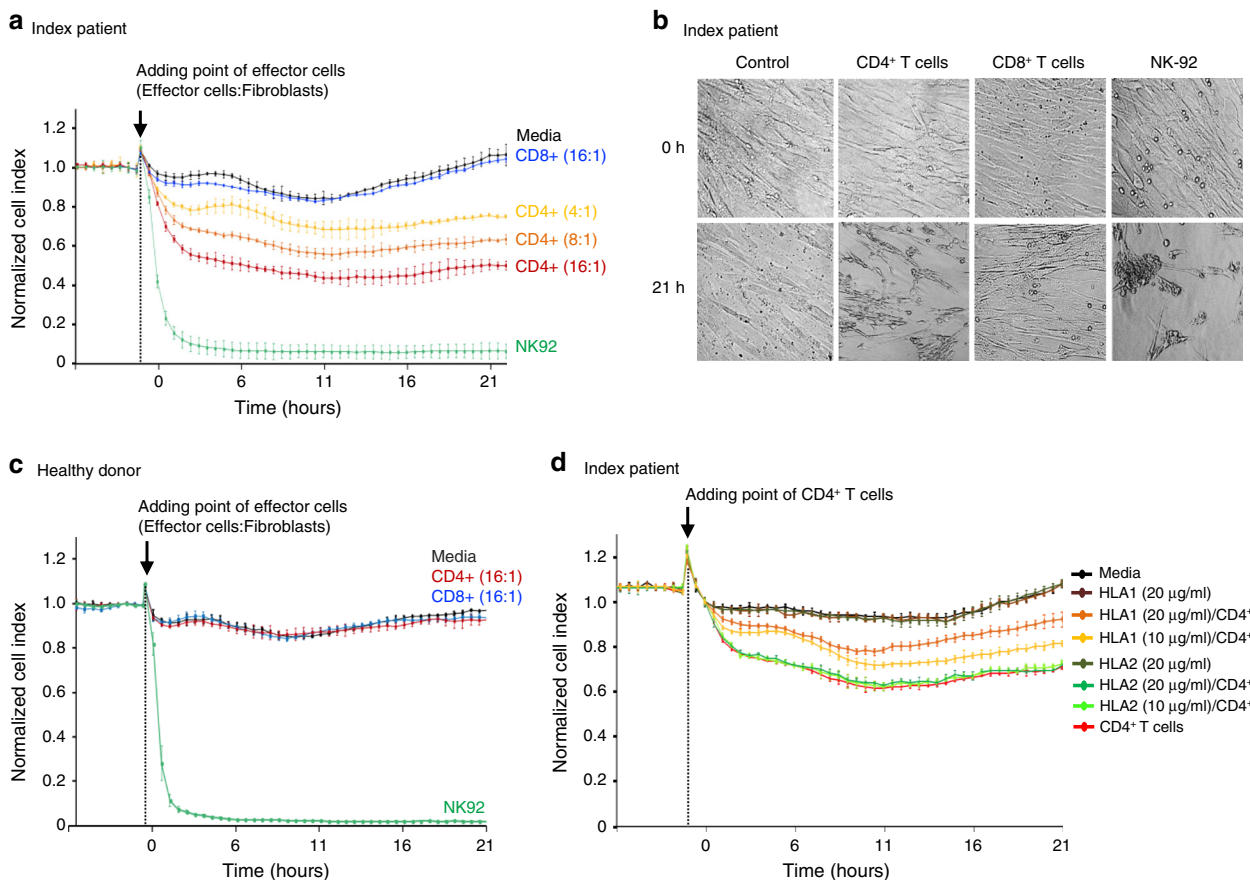 a Index patient
Adding point of effector cells
(Effector cells:Fibroblasts)
Normalized cell index
1.2
1.0
0.8
0.6
0.4
0.2
0
Media
CD8+ (16:1)
CD4+ (4:1)
CD4+ (8:1)
CD4+ (16:1)
NK92
0 6 11 16 21
Time (hours)
b Index patient
Control CD4⁺ T cells CD8⁺ T cells NK-92
0 h
21 h
c Healthy donor
Adding point of effector cells
(Effector cells:Fibroblasts)
Normalized cell index
1.2
1.0
0.8
0.6
0.4
0.2
0
Media
CD4+ (16:1)
CD8+ (16:1)
NK92
0 6 11 16 21
Time (hours)
d Index patient
Adding point of CD4⁺ T cells
Normalized cell index
1.2
1.0
0.8
0.6
0.4
0.2
0
Media
HLA1 (20 μg/ml)
HLA1 (20 μg/ml)/CD4⁺
HLA1 (10 μg/ml)/CD4⁺
HLA2 (20 μg/ml)
HLA2 (20 μg/ml)/CD4⁺
HLA2 (10 μg/ml)/CD4⁺
CD4⁺ T cells
0 6 11 16 21
Time (hours)